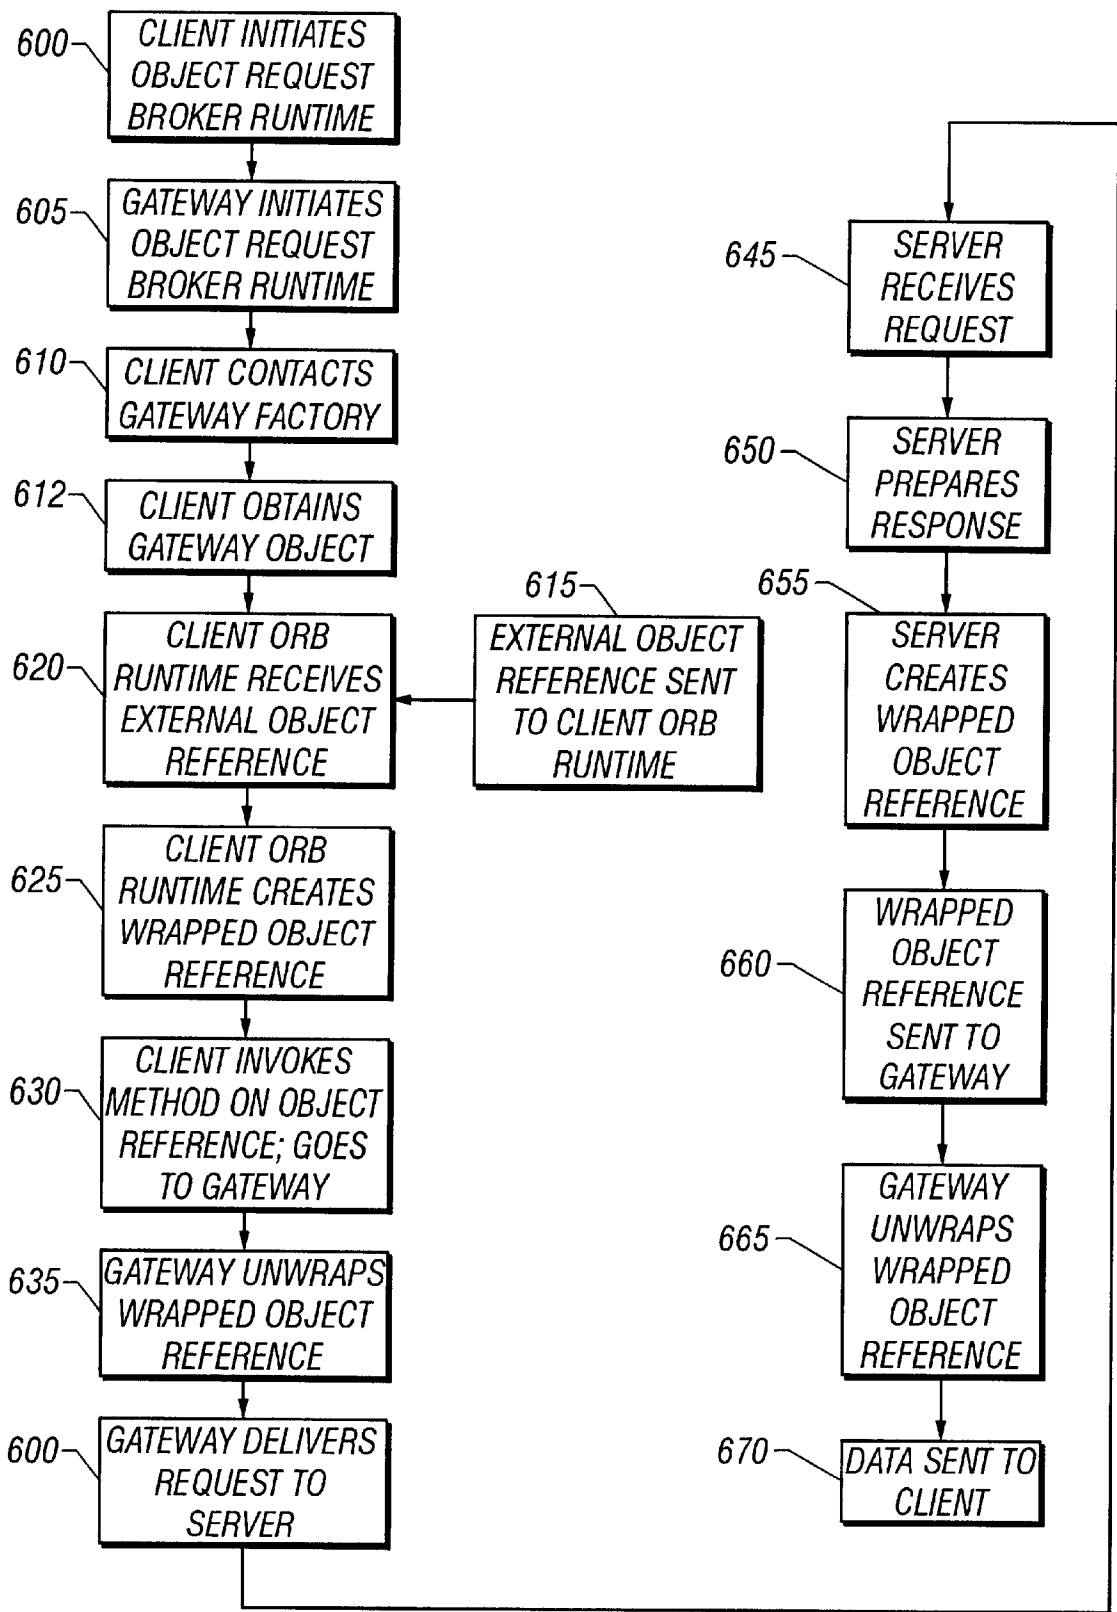 600
CLIENT INITIATES
OBJECT REQUEST
BROKER RUNTIME
605
GATEWAY INITIATES
OBJECT REQUEST
BROKER RUNTIME
610
CLIENT CONTACTS
GATEWAY FACTORY
612
CLIENT OBTAINS
GATEWAY OBJECT
615
EXTERNAL OBJECT
REFERENCE SENT
TO CLIENT ORB
RUNTIME
620
CLIENT ORB
RUNTIME RECEIVES
EXTERNAL OBJECT
REFERENCE
625
CLIENT ORB
RUNTIME CREATES
WRAPPED OBJECT
REFERENCE
630
CLIENT INVOKES
METHOD ON OBJECT
REFERENCE; GOES
TO GATEWAY
635
GATEWAY UNWRAPS
WRAPPED OBJECT
REFERENCE
600
GATEWAY DELIVERS
REQUEST TO
SERVER
645
SERVER
RECEIVES
REQUEST
650
SERVER
PREPARES
RESPONSE
655
SERVER
CREATES
WRAPPED
OBJECT
REFERENCE
660
WRAPPED
OBJECT
REFERENCE
SENT TO
GATEWAY
665
GATEWAY
UNWRAPS
WRAPPED
OBJECT
REFERENCE
670
DATA SENT TO
CLIENT